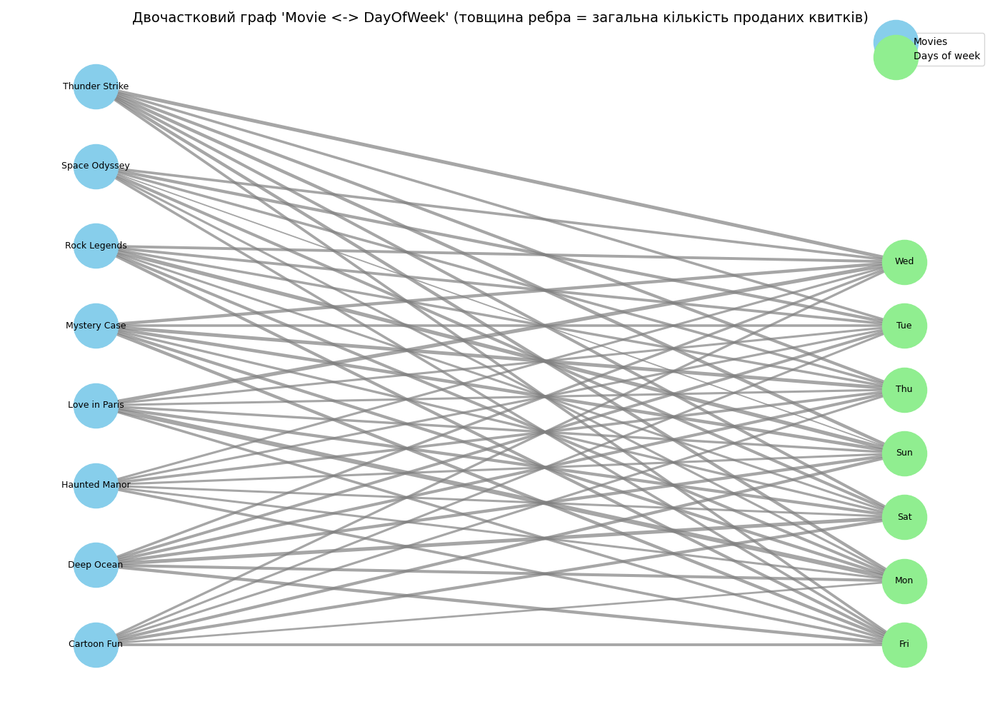 Двочастковий граф 'Movie <-> DayOfWeek' (товщина ребра = загальна кількість проданих квитків)
Movies
Days of week
Thunder Strike
Space Odyssey
Rock Legends
Mystery Case
Love in Paris
Haunted Manor
Deep Ocean
Cartoon Fun
Wed
Tue
Thu
Sun
Sat
Mon
Fri